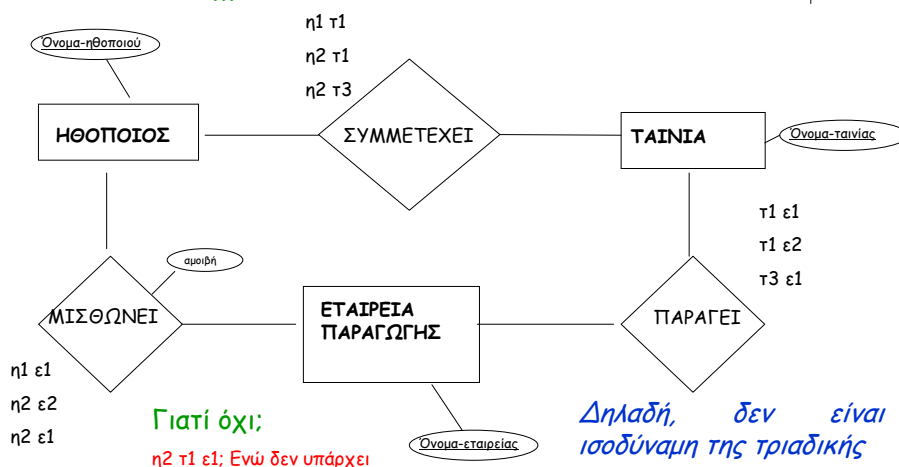 Όνομα-ηθοποιού
η1 τ1
η2 τ1
η2 τ3
ΗΘΟΠΟΙΟΣ
ΣΥΜΜΕΤΕΧΕΙ
ΤΑΙΝΙΑ
Όνομα-ταινίας
τ1 ε1
τ1 ε2
τ3 ε1
αμοιβή
ΜΙΣΘΩΝΕΙ
ΕΤΑΙΡΕΙΑ
ΠΑΡΑΓΩΓΗΣ
ΠΑΡΑΓΕΙ
η1 ε1
η2 ε2
η2 ε1
Γιατί όχι;
η2 τ1 ε1; Ενώ δεν υπάρχει
Όνομα-εταιρείας
Δηλαδή, δεν είναι
ισοδύναμη της τριαδικής